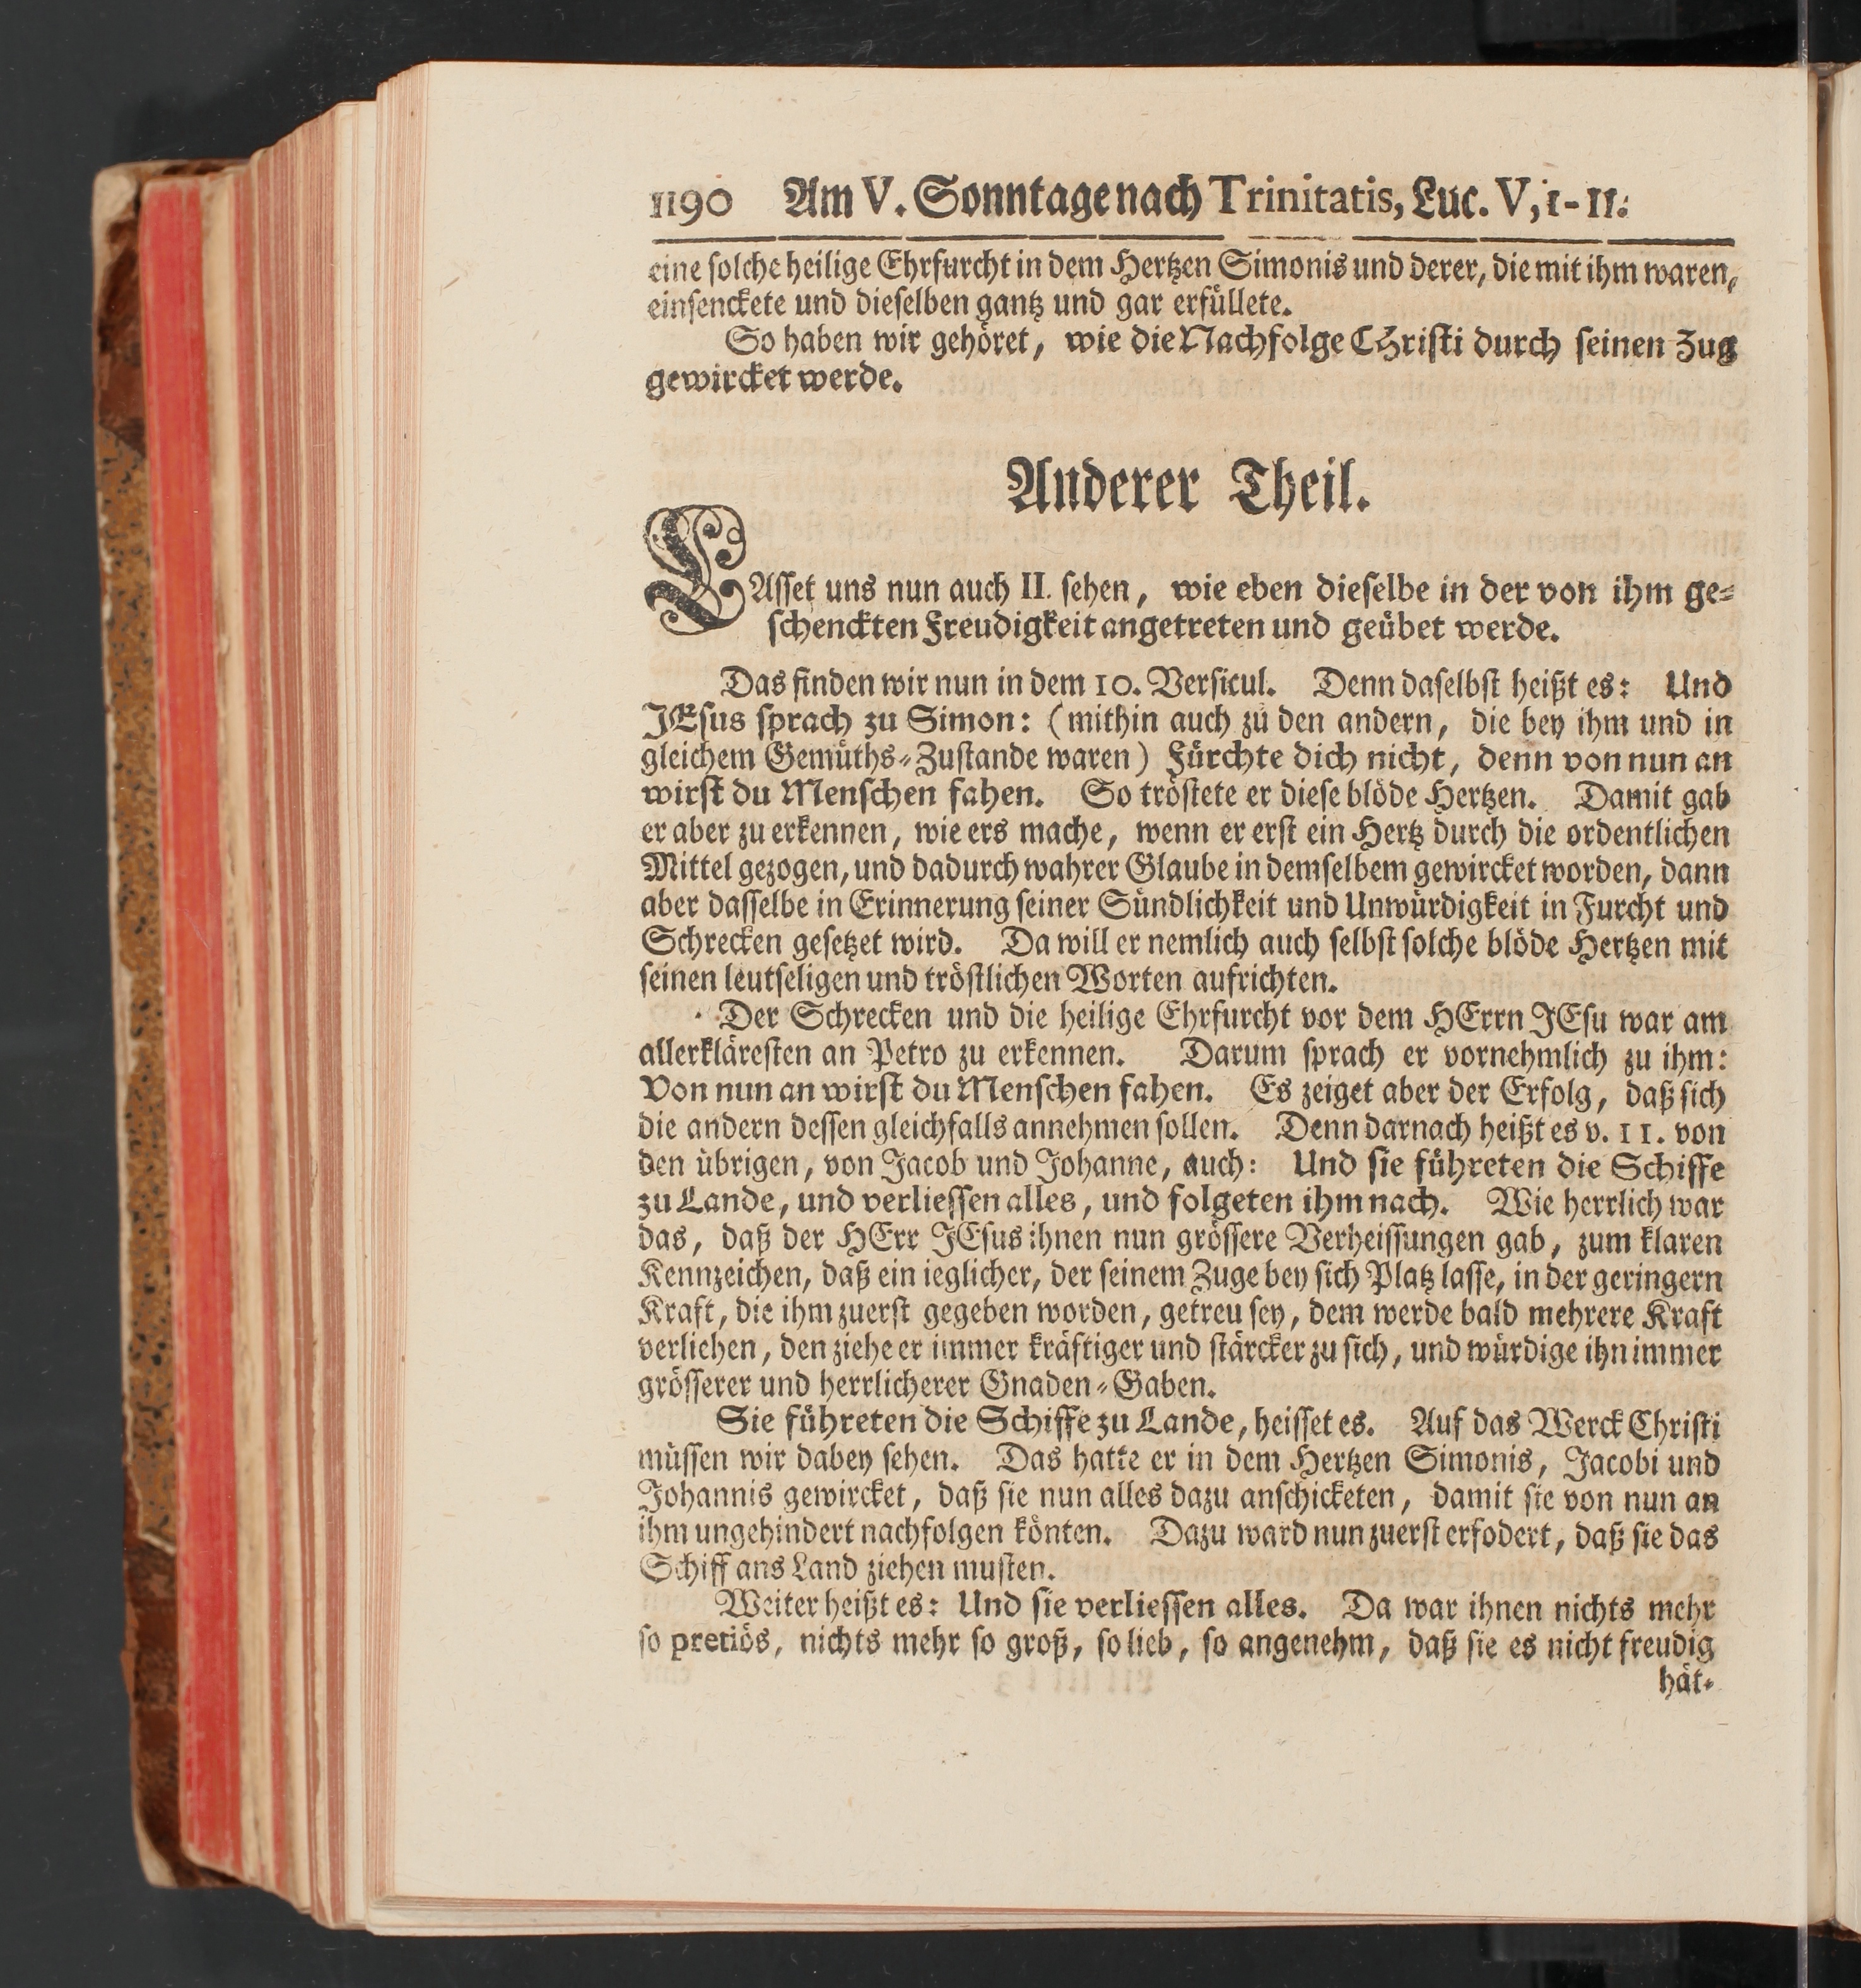 1190 Am V. Sonntage nach Trinitatis, Luc. V, 1-11.
eine solche heilige Ehrfurcht in dem Hertzen Simonis und derer, die mit ihm waren,
einsenckete und dieselben gantz und gar erfüllete.
So haben wir gehöret, wie die Nachfolge CHristi durch seinen Zug
gewircket werde.
Anderer Theil.
LAsset uns nun auch II. sehen, wie eben dieselbe in der von ihm ge-
schenckten Freudigkeit angetreten und geübet werde.
Das finden wir nun in dem 10. Versicul. Denn daselbst heißt es: Und
JEsus sprach zu Simon: (mithin auch zu den andern, die bey ihm und in
gleichem Gemüths-Zustande waren) Fürchte dich nicht, denn von nun an
wirst du Menschen fahen. So tröstete er diese blöde Hertzen. Damit gab
er aber zu erkennen, wie ers mache, wenn er erst ein Hertz durch die ordentlichen
Mittel gezogen, und dadurch wahrer Glaube in demselbem gewircket worden, dann
aber dasselbe in Erinnerung seiner Sündlichkeit und Unwürdigkeit in Furcht und
Schrecken gesetzet wird. Da will er nemlich auch selbst solche blöde Hertzen mit
seinen leutseligen und tröstlichen Worten aufrichten.
Der Schrecken und die heilige Ehrfurcht vor dem HErrn JEsu war am
allerkläresten an Petro zu erkennen. Darum sprach er vornehmlich zu ihm:
Von nun an wirst du Menschen fahen. Es zeiget aber der Erfolg, daß sich
die andern dessen gleichfalls annehmen sollen. Denn darnach heißt es v. 11. von
den übrigen, von Jacob und Johanne, auch: Und sie führeten die Schiffe
zu Lande, und verliessen alles, und folgeten ihm nach. Wie herrlich war
das, daß der HErr JEsus ihnen nun grössere Verheissungen gab, zum klaren
Kennzeichen, daß ein ieglicher, der seinem Zuge bey sich Platz lasse, in der geringern
Kraft, die ihm zuerst gegeben worden, getreu sey, dem werde bald mehrere Kraft
verliehen, den ziehe er immer kräftiger und stärcker zu sich, und würdige ihn immer
grösserer und herrlicherer Gnaden-Gaben.
Sie führeten die Schiffe zu Lande, heisset es. Auf das Werck Christi
müssen wir dabey sehen. Das hatte er in dem Hertzen Simonis, Jacobi und
Johannis gewircket, daß sie nun alles dazu anschicketen, damit sie von nun an
ihm ungehindert nachfolgen könten. Dazu ward nun zuerst erfodert, daß sie das
Schiff ans Land ziehen musten.
Weiter heißt es: Und sie verliessen alles. Da war ihnen nichts mehr
so pretiös, nichts mehr so groß, so lieb, so angenehm, daß sie es nicht freudig
hät-